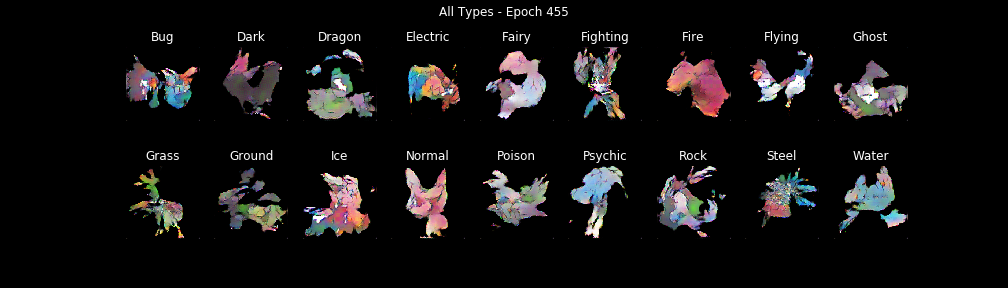 All Types - Epoch 455
Bug Dark Dragon Electric Fairy Fighting Fire Flying Ghost
Grass Ground Ice Normal Poison Psychic Rock Steel Water